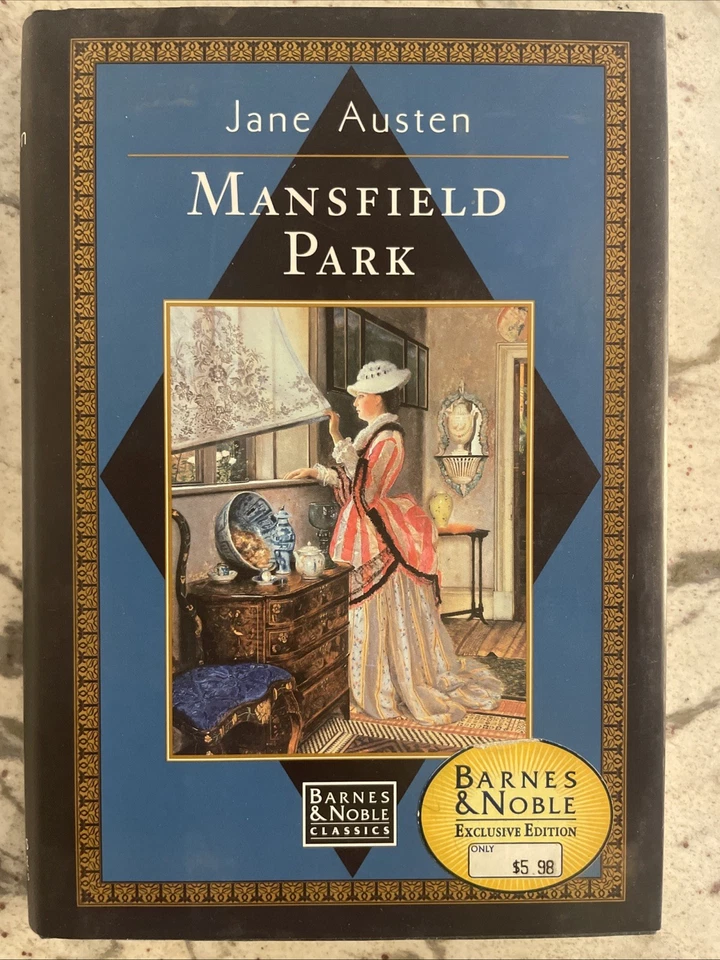 Jane Austen
MANSFIELD
PARK
BARNES
&NOBLE
CLASSICS
BARNES
&NOBLE
EXCLUSIVE EDITION
ONLY
$5.98
n